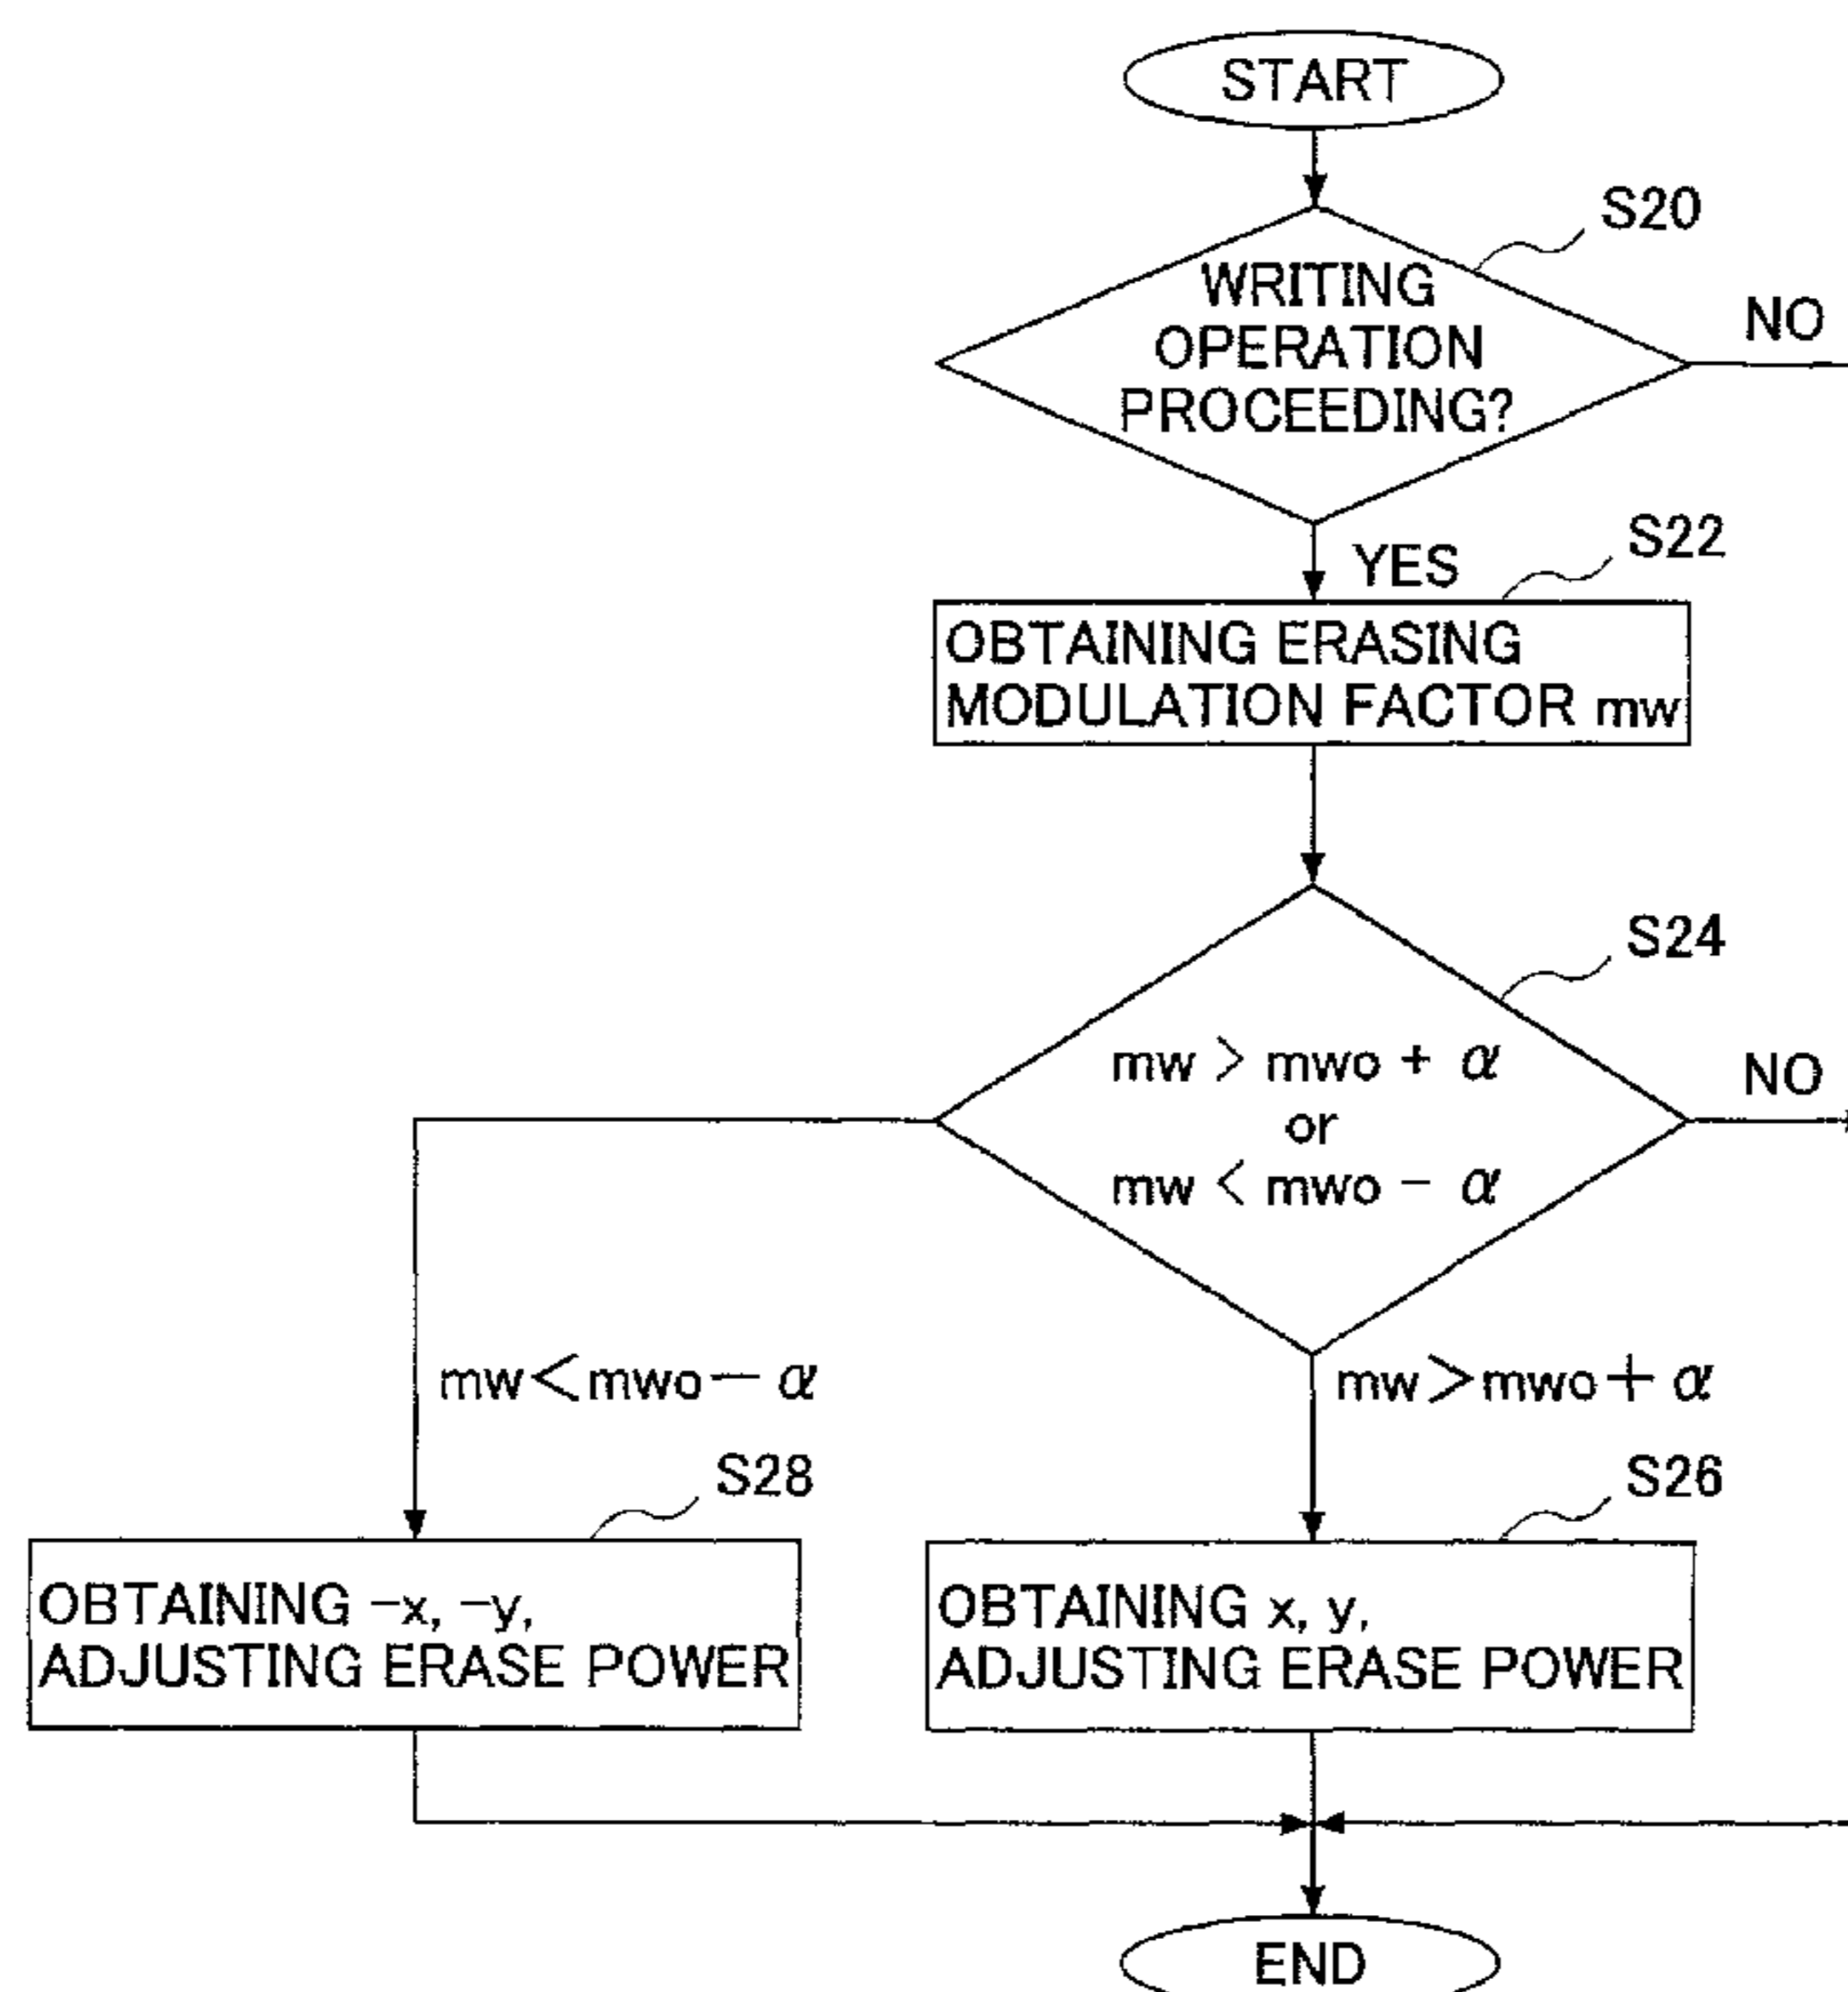 START
S20
WRITING
OPERATION
PROCEEDING?
NO
YES
S22
OBTAINING ERASING
MODULATION FACTOR mw
S24
mw > mwo + α
or
mw < mwo - α
NO
mw<mwo-α
mw>mwo+α
S28
S26
OBTAINING -x, -y,
ADJUSTING ERASE POWER
OBTAINING x, y,
ADJUSTING ERASE POWER
END